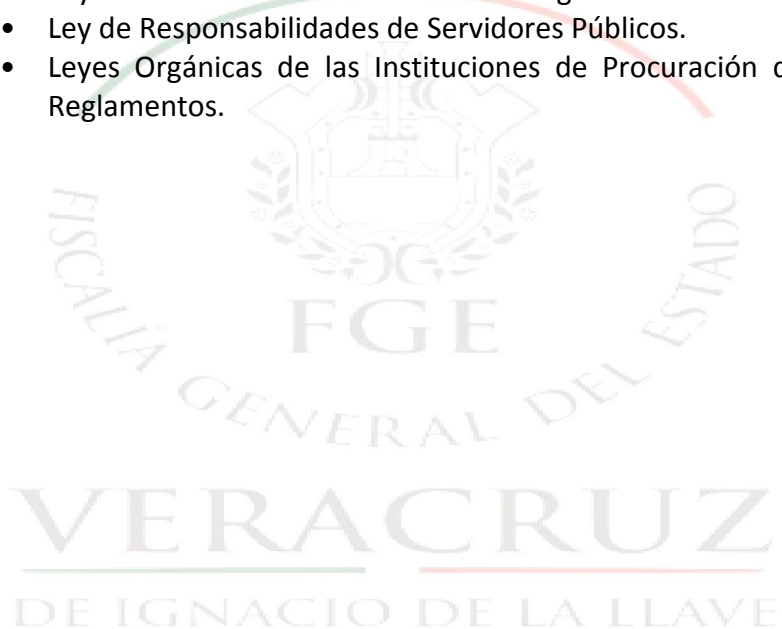 • Ley de Responsabilidades de Servidores Públicos.
• Leyes Orgánicas de las Instituciones de Procuración
Reglamentos.
FISCALÍA GENERAL DEL ESTADO
FGE
VERACRUZ
DE IGNACIO DE LA LLAVE